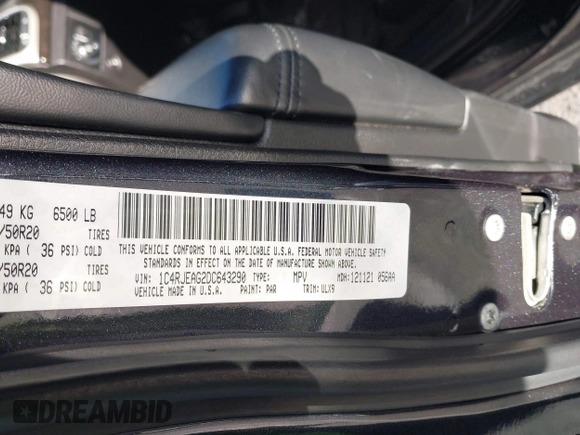 49 KG 6500 LB
/50R20 TIRES
KPA ( 36 PSI) COLD
/50R20 TIRES
KPA ( 36 PSI) COLD
THIS VEHICLE CONFORMS TO ALL APPLICABLE U.S.A. FEDERAL MOTOR VEHICLE SAFETY
STANDARDS IN EFFECT ON THE DATE OF MANUFACTURE SHOWN ABOVE.
VIN: 1C4RJEAG2DC643290 TYPE: MPV MDH: 121121 056AA
VEHICLE MADE IN U.S.A. PAINT: PAR TRIM: ULX9
DREAMBID